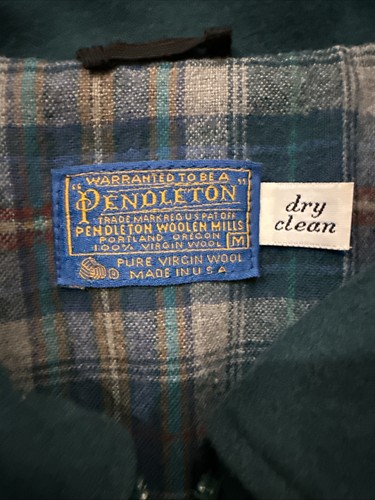 WARRANTED TO BE A
"PENDLETON"
TRADE MARK REG U S PAT OFF
PENDLETON WOOLEN MILLS
PORTLAND, OREGON
100% VIRGIN WOOL M
PURE VIRGIN WOOL
MADE IN U.S.A
dry
clean